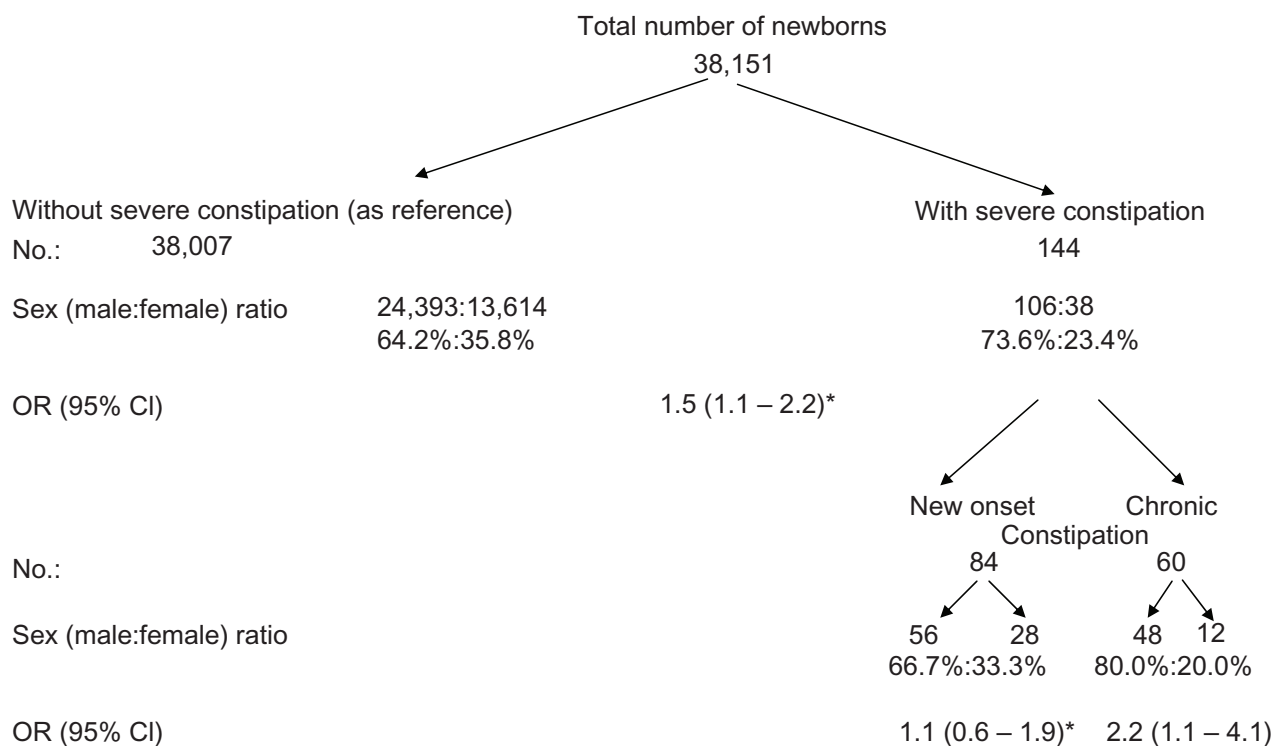 Total number of newborns
38,151
Without severe constipation (as reference) With severe constipation
No.: 38,007 144
Sex (male:female) ratio 24,393:13,614 106:38
64.2%:35.8% 73.6%:23.4%
OR (95% CI) 1.5 (1.1 – 2.2)*
New onset Chronic
Constipation
No.: 84 60
Sex (male:female) ratio 56 28 48 12
66.7%:33.3% 80.0%:20.0%
OR (95% CI) 1.1 (0.6 – 1.9)* 2.2 (1.1 – 4.1)